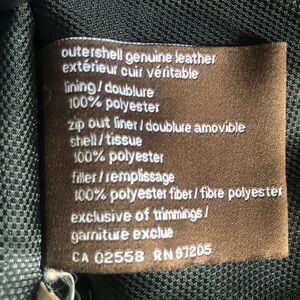 outershell genuine leather
extérieur cuir véritable
lining / doublure
100% polyester
zip out liner / doublure amovible
shell / tissue
100% polyester
filler / remplissage
100% polyester fiber / fibre polyester
exclusive of trimmings /
garniture exclue
CA 02558 RN 97205